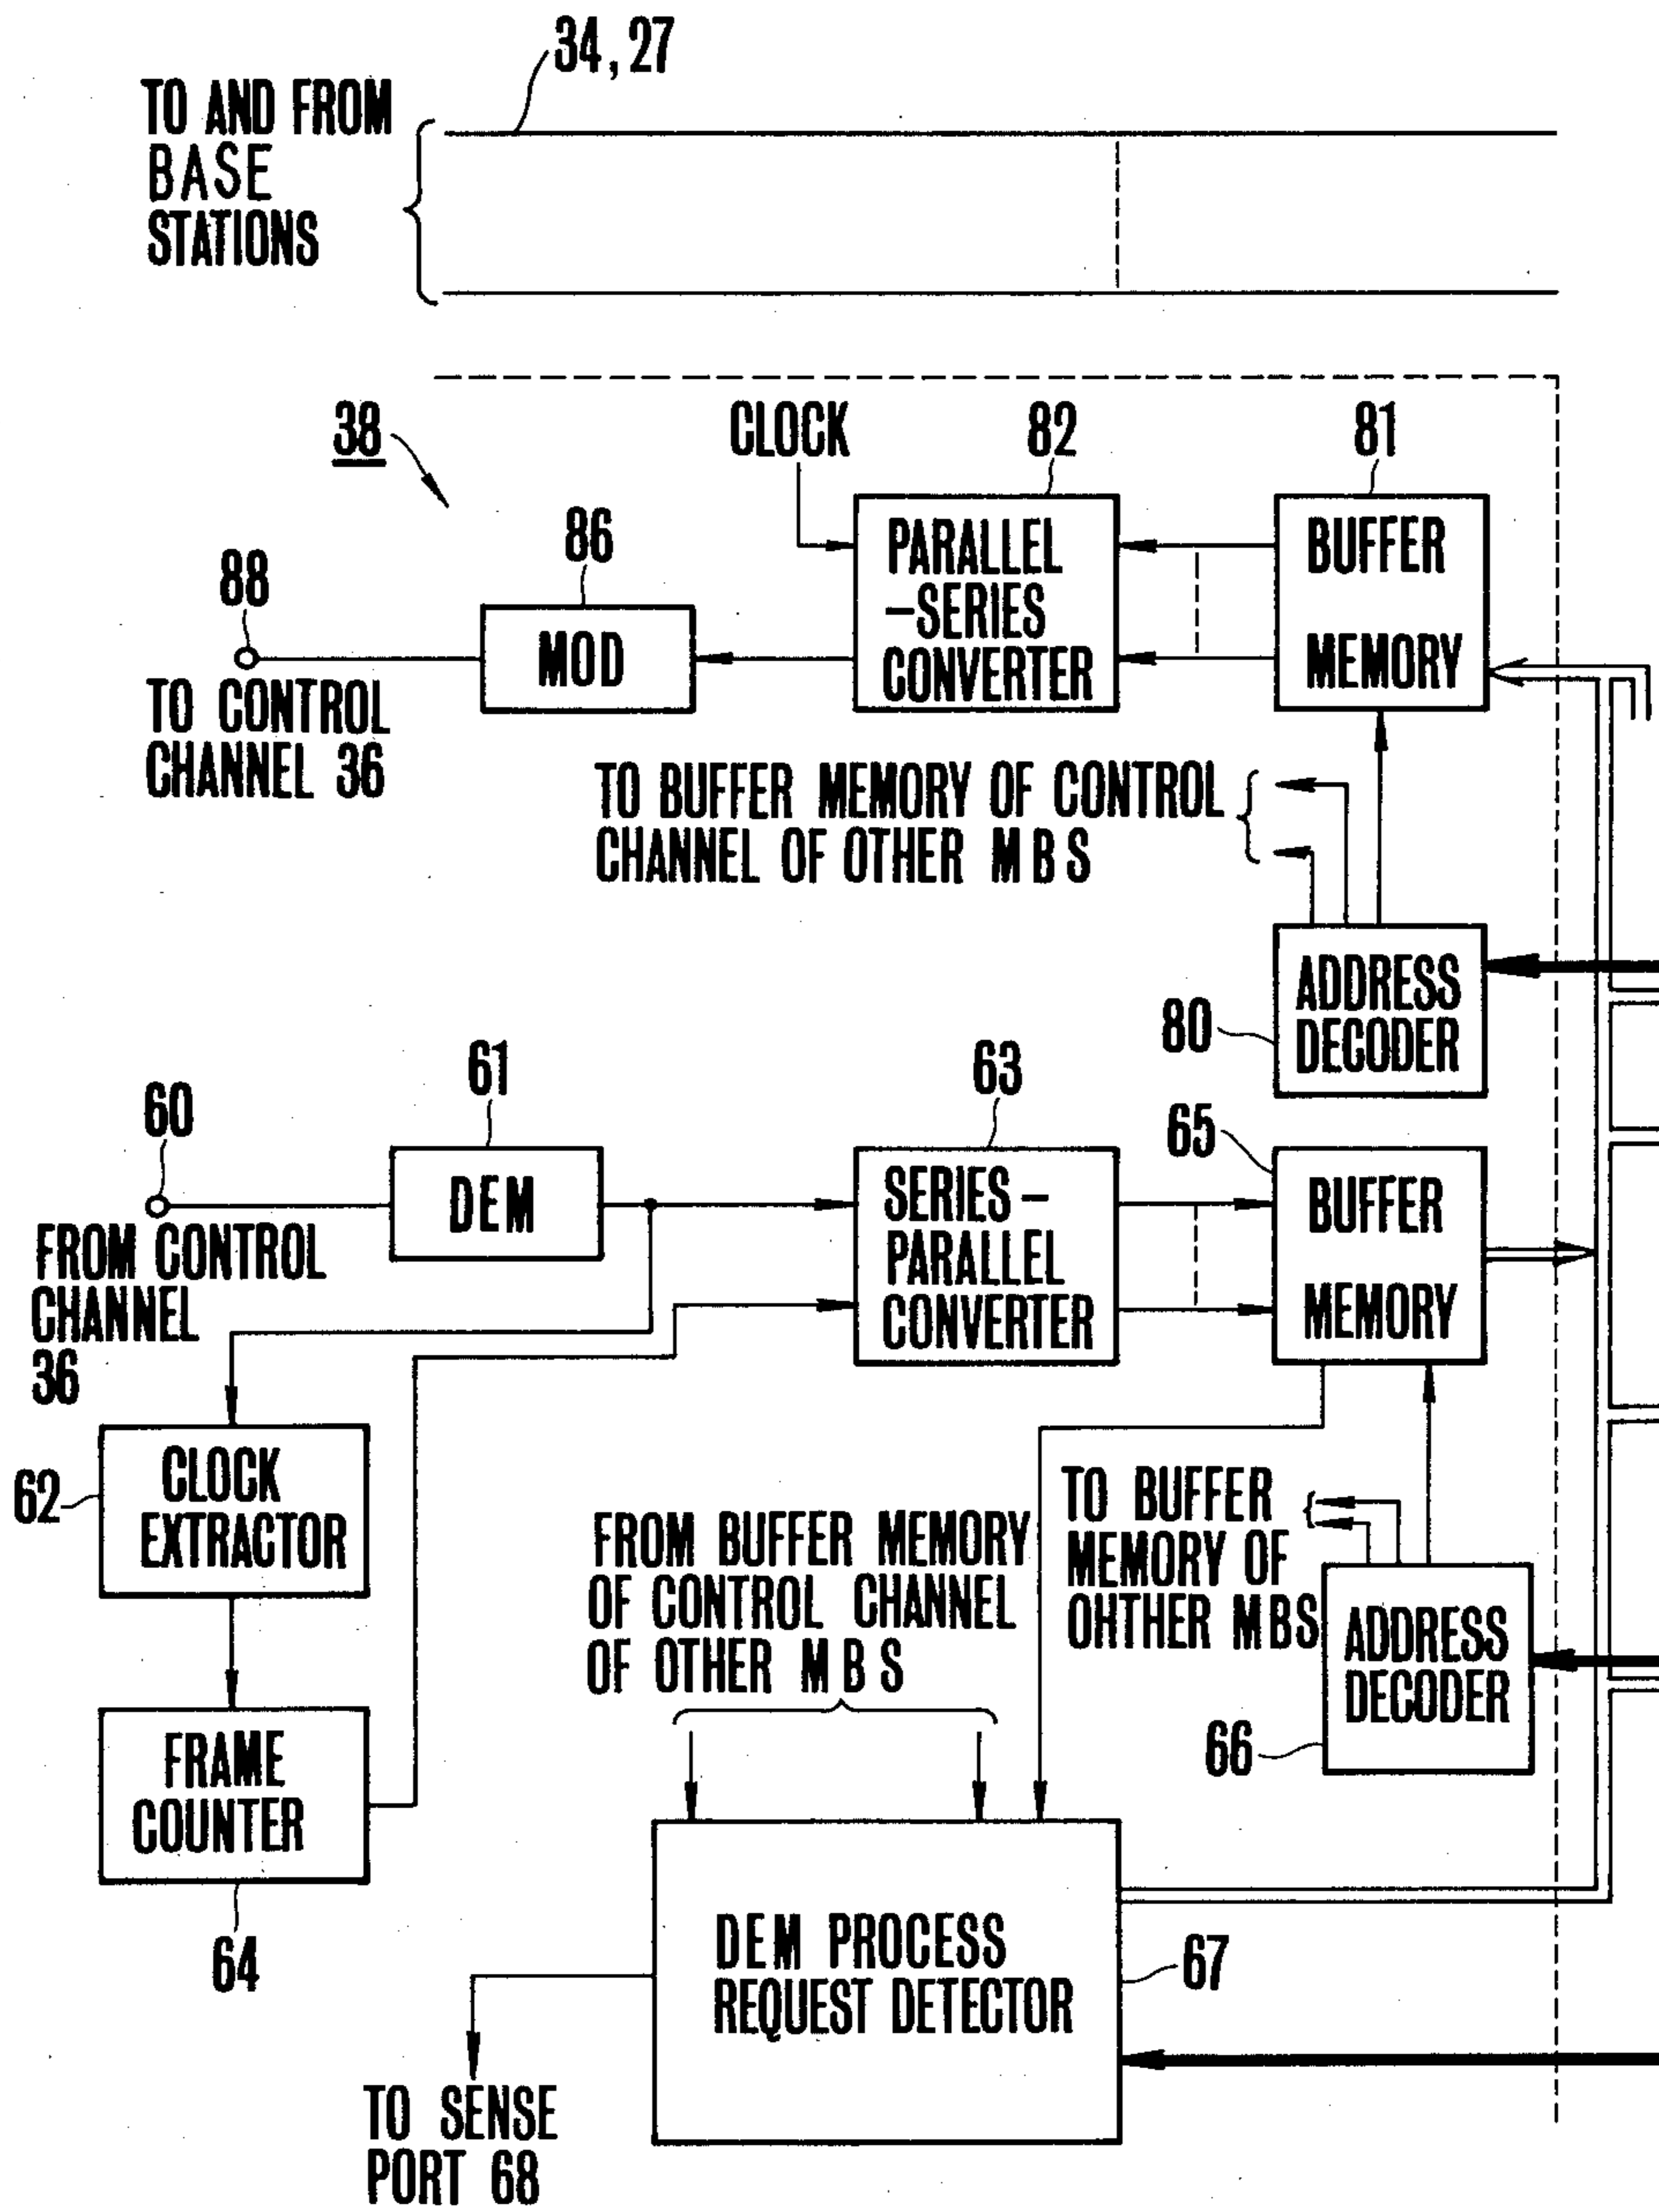 34, 27
TO AND FROM
BASE
STATIONS
38
CLOCK
82
81
88
86
PARALLEL
-SERIES
CONVERTER
BUFFER
MEMORY
MOD
TO CONTROL
CHANNEL 36
TO BUFFER MEMORY OF CONTROL
CHANNEL OF OTHER MBS
80
ADDRESS
DECODER
60
61
63
65
DEM
SERIES-
PARALLEL
CONVERTER
BUFFER
MEMORY
FROM CONTROL
CHANNEL
36
62
CLOCK
EXTRACTOR
FROM BUFFER MEMORY
OF CONTROL CHANNEL
OF OTHER MBS
TO BUFFER
MEMORY OF
OHTHER MBS
ADDRESS
DECODER
66
FRAME
COUNTER
64
DEM PROCESS
REQUEST DETECTOR
67
TO SENSE
PORT 68